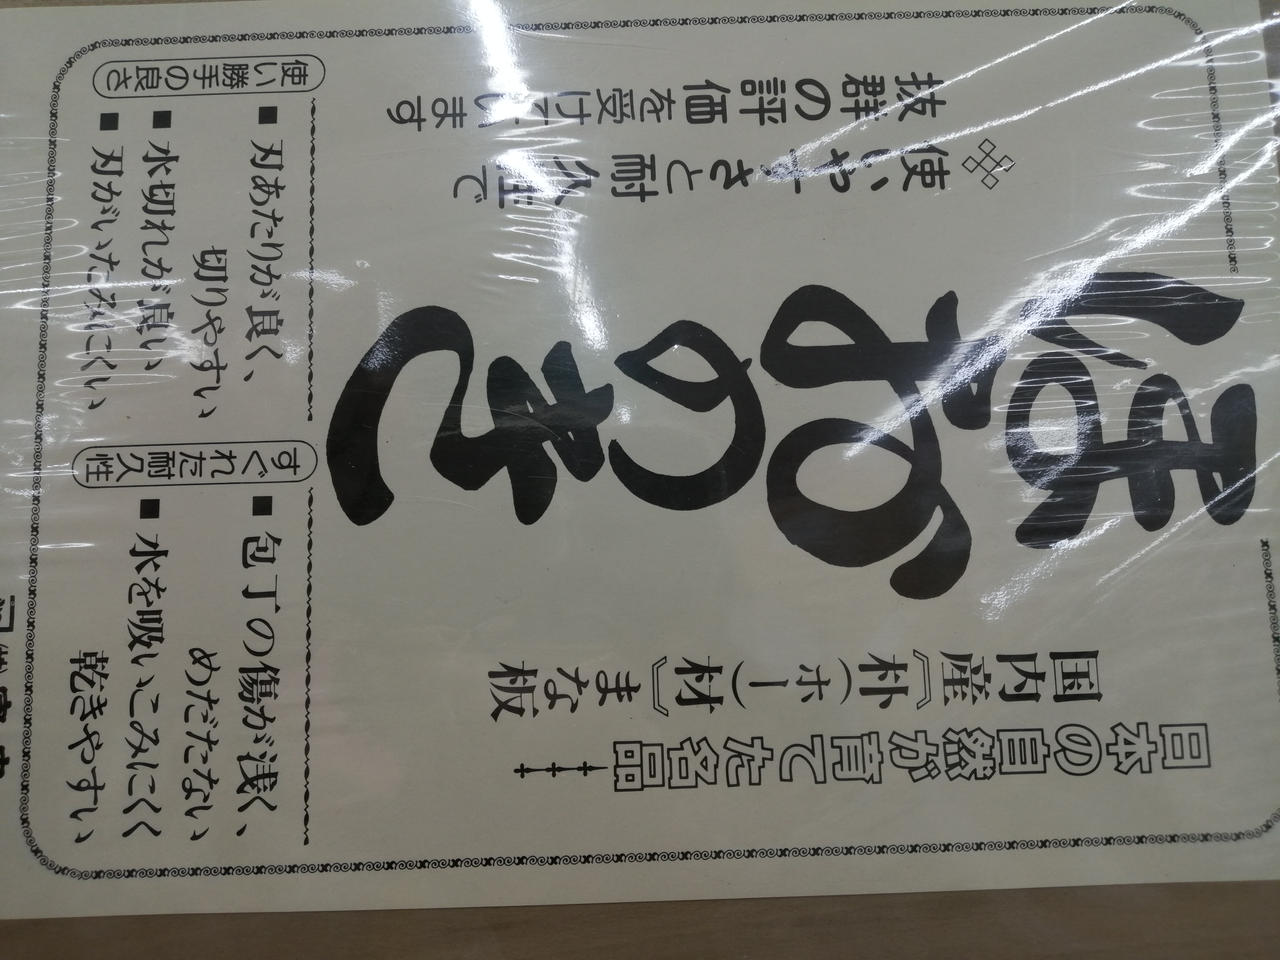 日本の自然が育てた名品
国内産〔朴(ホー)材〕まな板
ほおのき
使いやすさと耐久性で
抜群の評価を受けています
使い勝手の良さ
■刃あたりが良く、
切りやすい
■水切れが良い
■刃がいたみにくい
すぐれた耐久性
■包丁の傷が浅く、
めだたない
■水を吸いこみにくく
乾きやすい